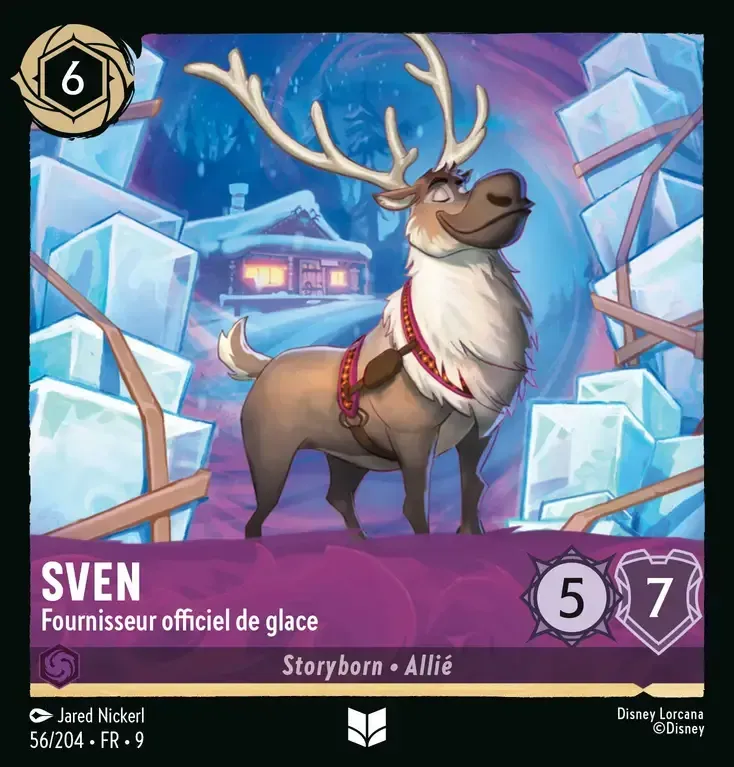 6
SVEN
Fournisseur officiel de glace
5
7
Storyborn • Allié
Jared Nickerl
56/204 • FR • 9
Disney Lorcana
©Disney